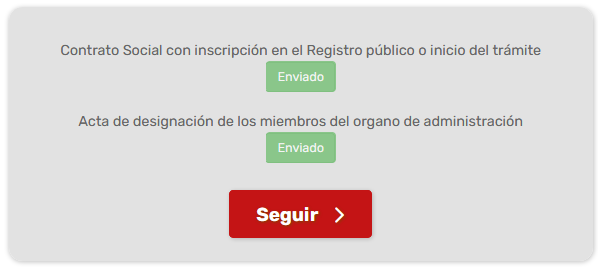 Contrato Social con inscripción en el Registro público o inicio del trámite
Enviado
Acta de designación de los miembros del organo de administración
Enviado
Seguir